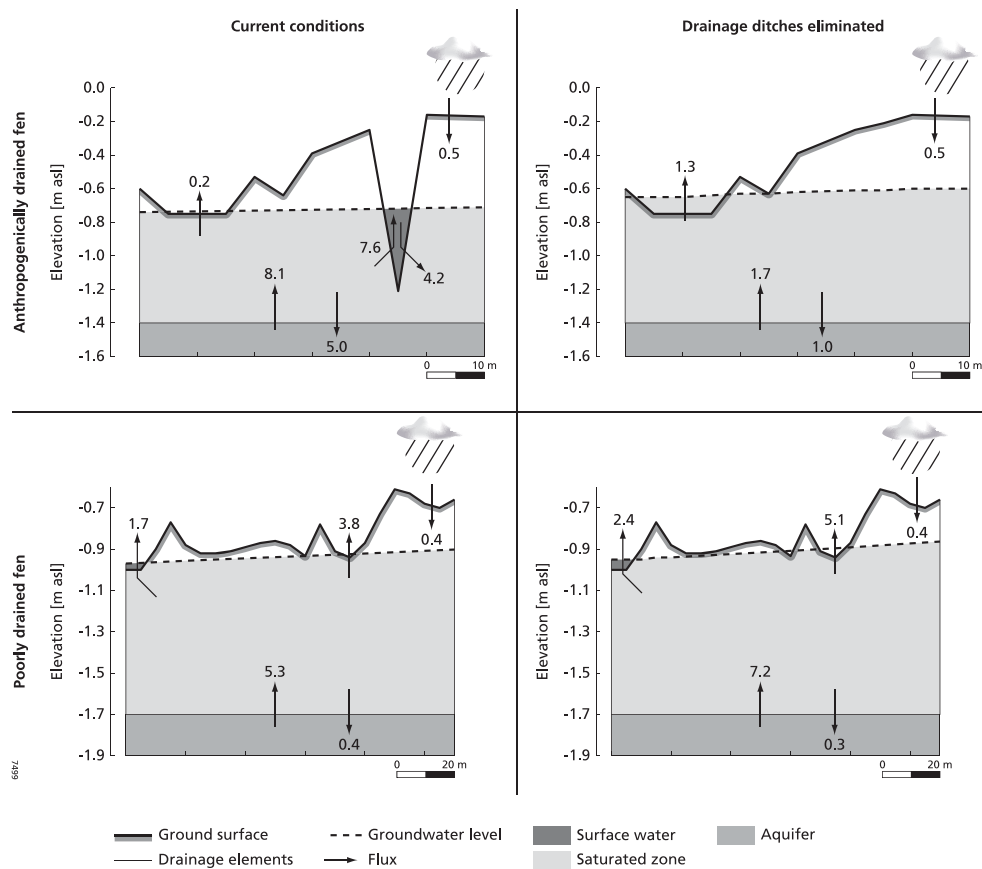 Current conditions
Drainage ditches eliminated
Anthropogenically drained fen
Elevation [m asl]
0.0
-0.2
-0.4
-0.6
-0.8
-1.0
-1.2
-1.4
-1.6
0.5
0.2
7.6
4.2
8.1
5.0
0 10 m
Elevation [m asl]
0.0
-0.2
-0.4
-0.6
-0.8
-1.0
-1.2
-1.4
-1.6
0.5
1.3
1.7
1.0
0 10 m
Poorly drained fen
Elevation [m asl]
-0.7
-0.9
-1.1
-1.3
-1.5
-1.7
-1.9
1.7
3.8
0.4
5.3
0.4
0 20 m
Elevation [m asl]
-0.7
-0.9
-1.1
-1.3
-1.5
-1.7
-1.9
2.4
5.1
0.4
7.2
0.3
0 20 m
7499
Ground surface
Groundwater level
Surface water
Aquifer
Drainage elements
Flux
Saturated zone